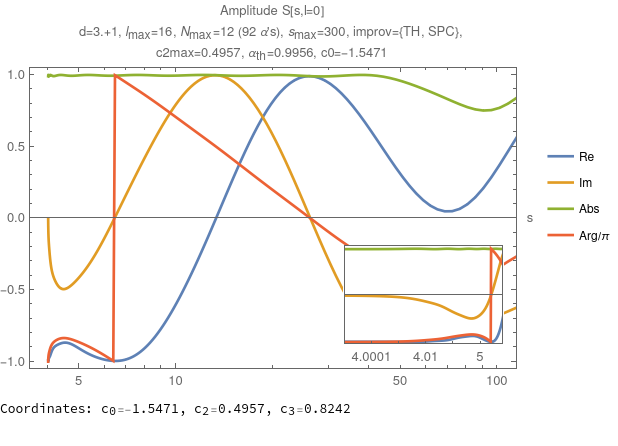 Amplitude S[s,l=0]
d=3.+1, lmax=16, Nmax=12 (92 α's), smax=300, improv={TH, SPC},
c2max=0.4957, αth=0.9956, c0=-1.5471
1.0
0.5
0.0
-0.5
-1.0
5
10
50
100
s
4.0001
4.01
5
Re
Im
Abs
Arg/π
Coordinates: c0=-1.5471, c2=0.4957, c3=0.8242